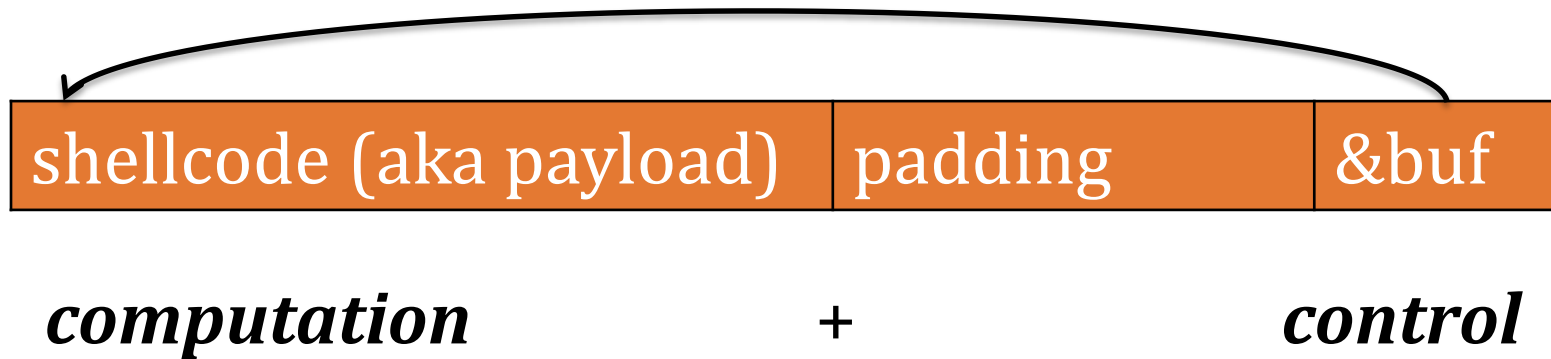 shellcode (aka payload) padding &buf
computation + control